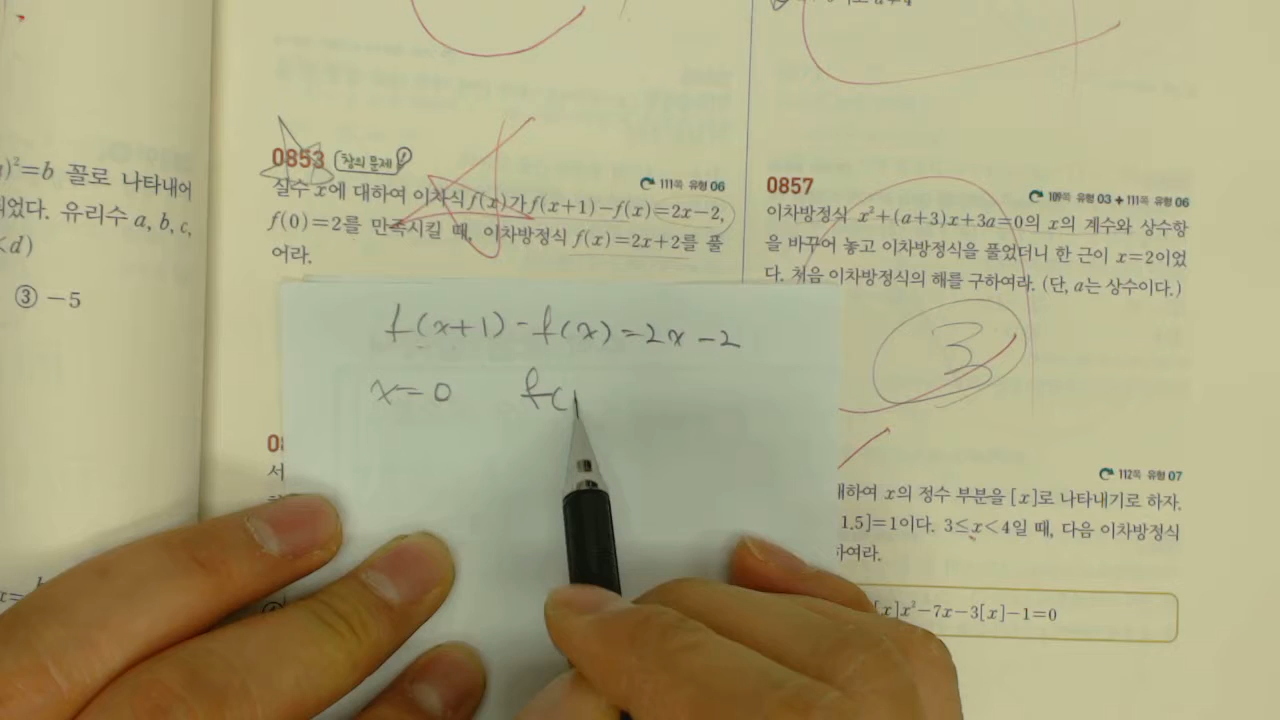 )²=b 꼴로 나타내어
되었다. 유리수 a, b, c,
<d)
③ -5
0853 창의 문제
111쪽 유형 06
실수 x에 대하여 이차식 f(x)가 f(x+1)-f(x)=2x-2,
f(0)=2를 만족시킬 때, 이차방정식 f(x)=2x+2를 풀
어라.
f(x+1)-f(x)=2x-2
x=0 f(1
서
0857
109쪽 유형 03 + 111쪽 유형 06
이차방정식 x²+(a+3)x+3a=0의 x의 계수와 상수항
을 바꾸어 놓고 이차방정식을 풀었더니 한 근이 x=2이었
다. 처음 이차방정식의 해를 구하여라. (단, a는 상수이다.)
3
112쪽 유형 07
대하여 x의 정수 부분을 [x]로 나타내기로 하자.
1.5]=1이다. 3≤x<4일 때, 다음 이차방정식
하여라.
[x]x²-7x-3[x]-1=0